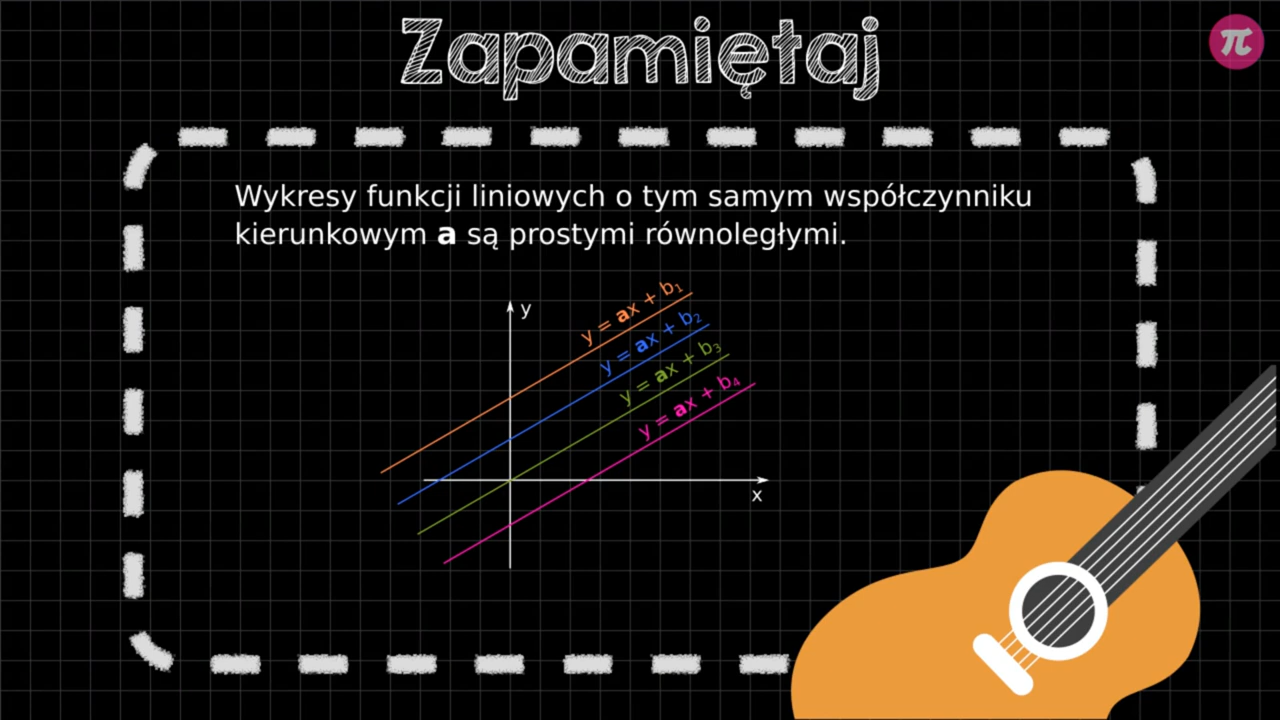 Zapamiętaj
π
Wykresy funkcji liniowych o tym samym współczynniku
kierunkowym a są prostymi równoległymi.
y
y = ax + b₁
y = ax + b₂
y = ax + b₃
y = ax + b₄
x